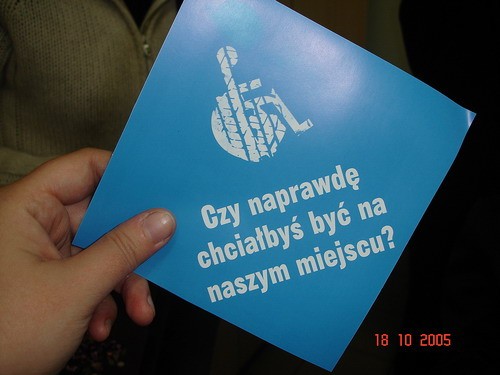 Czy naprawdę
chciałbyś być na
naszym miejscu?
18 10 2005